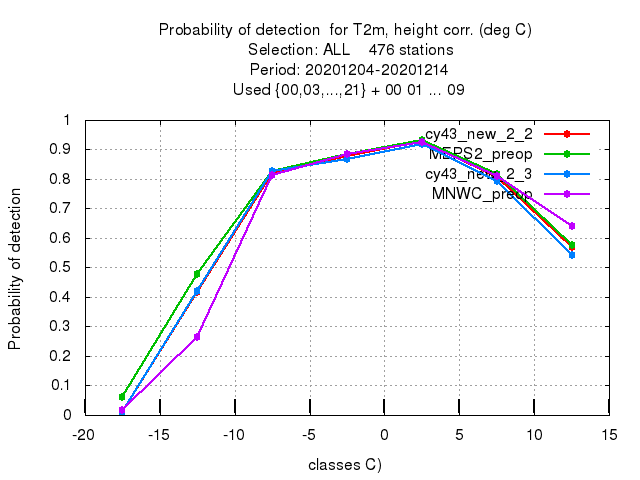 Probability of detection  for T2m, height corr. (deg C)
Selection: ALL    476 stations
Period: 20201204-20201214
Used {00,03,...,21} + 00 01 ... 09
1
0.9
0.8
0.7
0.6
0.5
0.4
0.3
0.2
0.1
0
Probability of detection
cy43_new_2_2
MEPS2_preop
cy43_new_2_3
MNWC_preop
-20 -15 -10 -5 0 5 10 15
classes C)